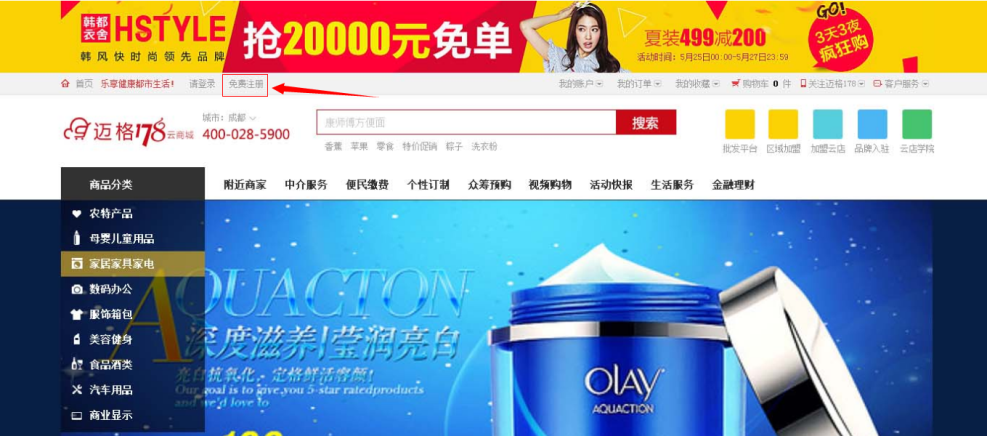 韩都衣舍 HSTYLE
韩风快时尚领先品牌
抢20000元免单
夏装499减200
活动时间：5月25日00:00-5月27日23:59
GO!
3天3夜
疯狂购
首页 乐享健康都市生活! 请登录 免费注册 我的账户 我的订单 我的收藏 购物车 0 件 关注迈格178 客户服务
迈格178 云商城
城市：成都
400-028-5900
康师傅方便面 搜索
香蕉 苹果 零食 特价促销 粽子 洗衣粉
批发平台 区域加盟 加盟云店 品牌入驻 云店学院
商品分类 附近商家 中介服务 便民缴费 个性订制 众筹预购 视频购物 活动快报 生活服务 金融理财
农特产品
母婴儿童用品
家居家具家电
数码办公
服饰箱包
美容健身
食品酒类
汽车用品
商业显示
AQUACTON
深度滋养!莹润亮白
亮白抗氧化、定格鲜活容颜!
Our goal is to give you 5-star ratedproducts
and we'd love to
OLAY
AQUACTION